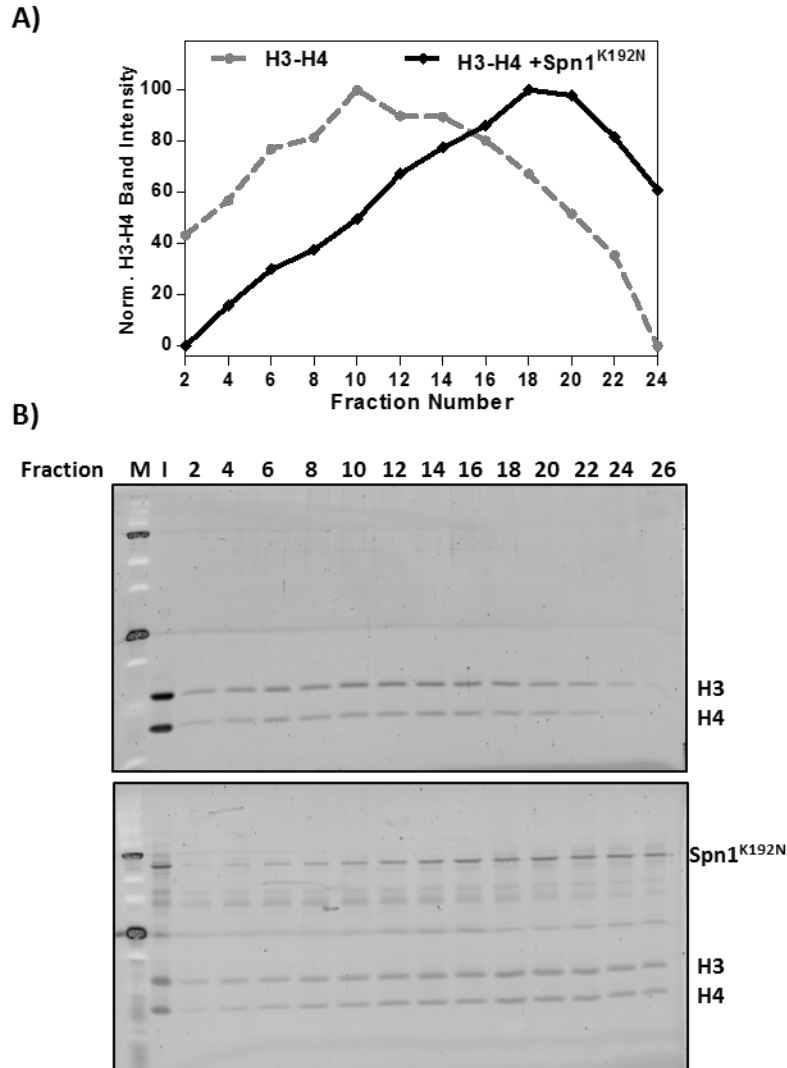 A)
H3-H4
H3-H4 +Spn1K192N
Norm. H3-H4 Band Intensity
100
80
60
40
20
0
2 4 6 8 10 12 14 16 18 20 22 24
Fraction Number
B)
Fraction M I 2 4 6 8 10 12 14 16 18 20 22 24 26
H3
H4
Spn1K192N
H3
H4